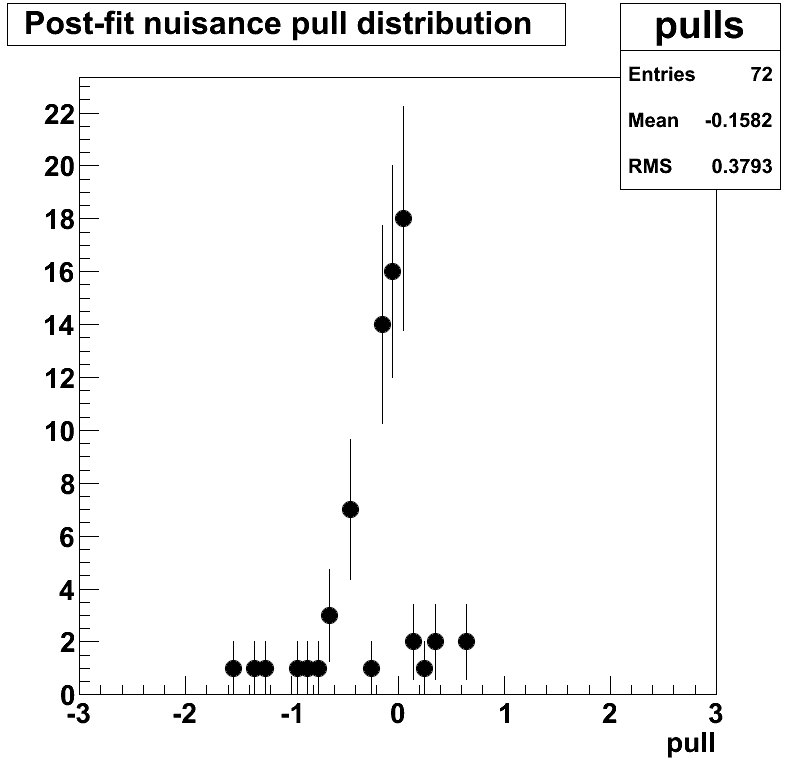 Post-fit nuisance pull distribution
pulls
Entries 72
Mean -0.1582
RMS 0.3793
22
20
18
16
14
12
10
8
6
4
2
0
-3 -2 -1 0 1 2 3
pull